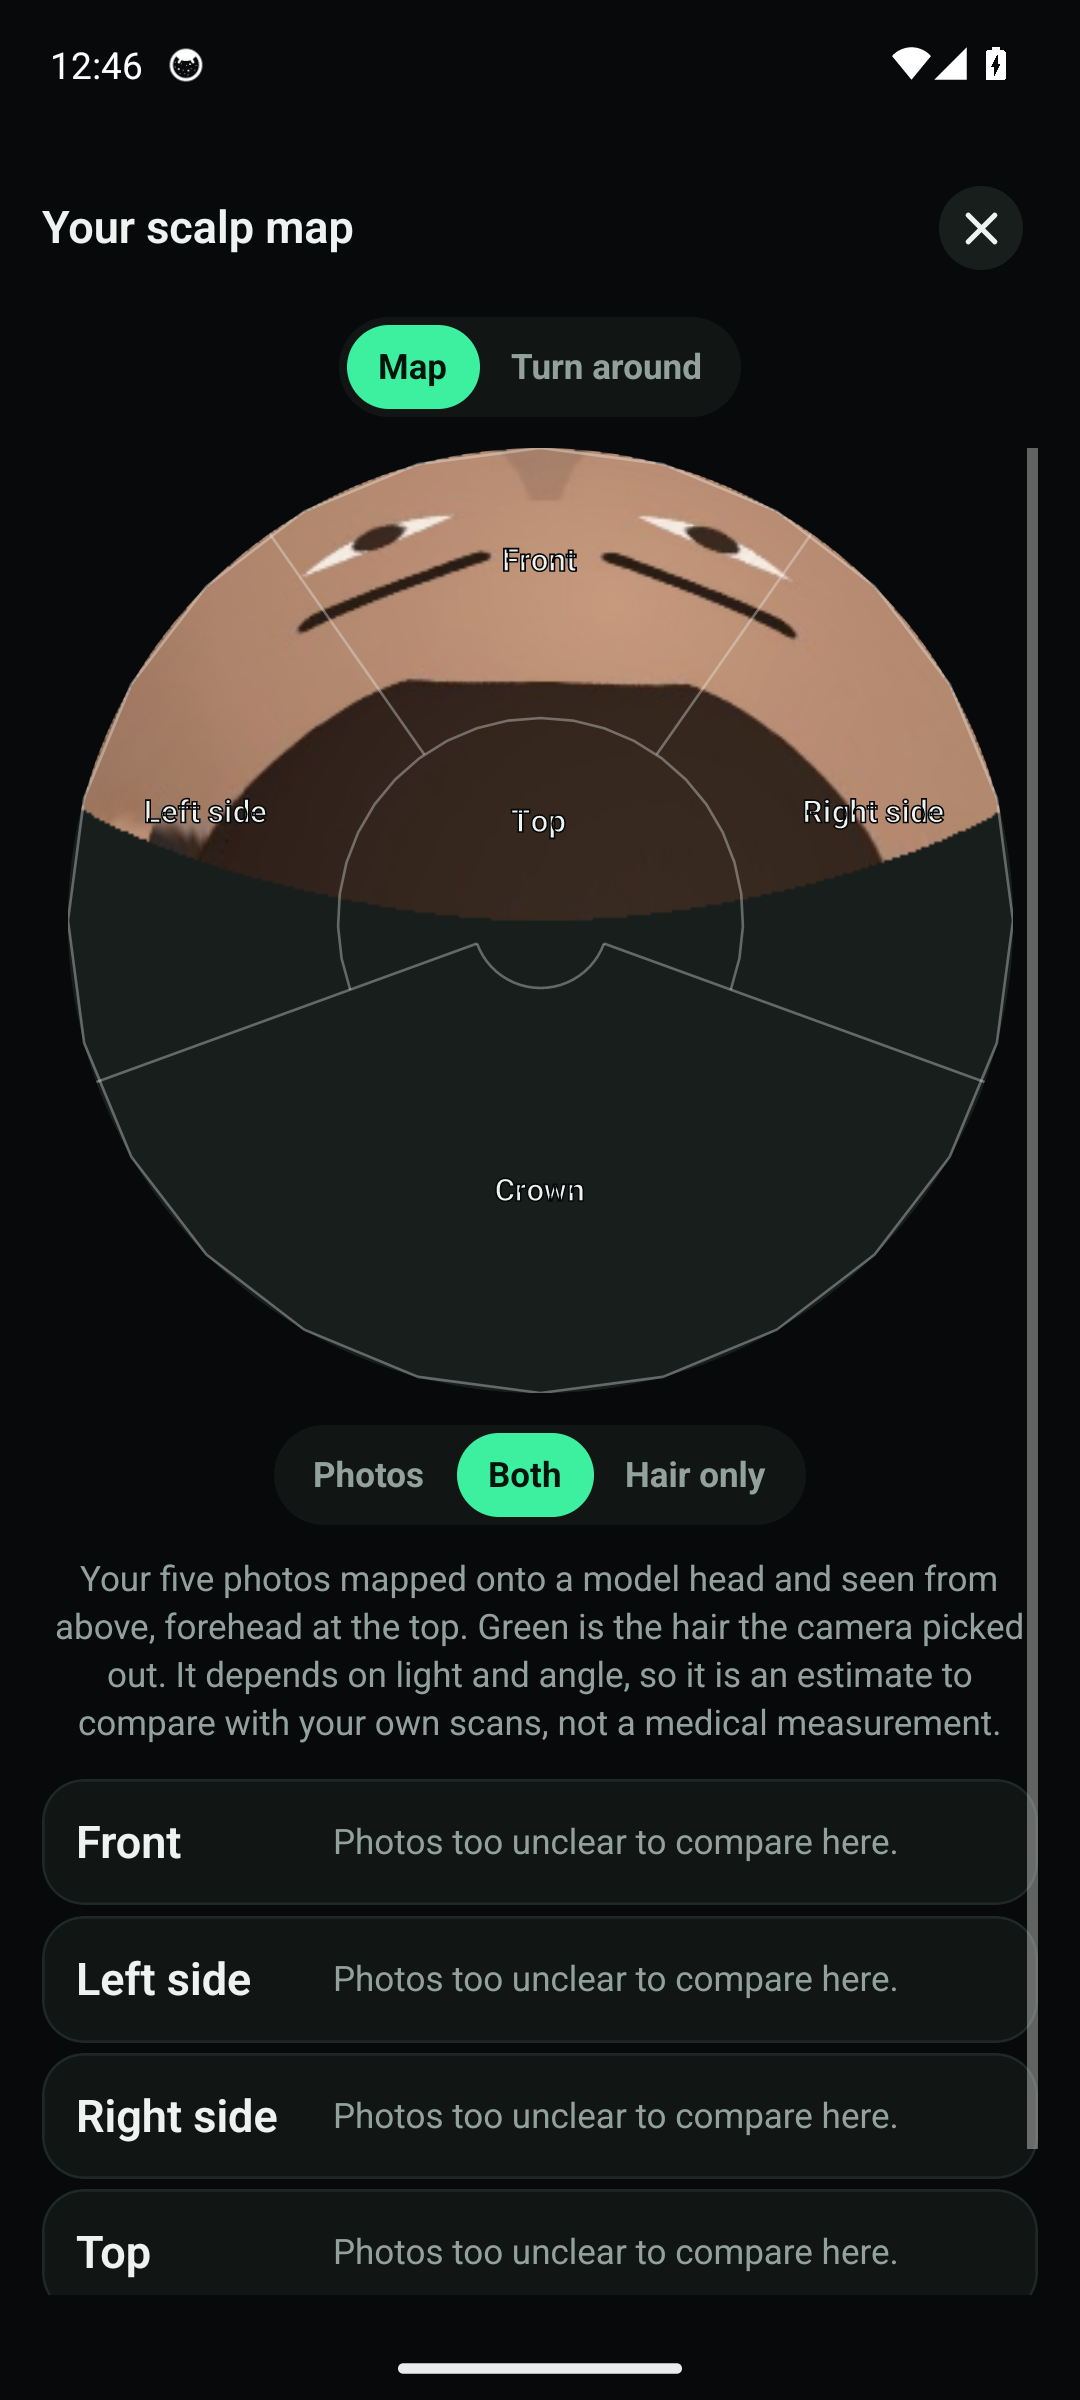 12:46
Your scalp map
Map
Turn around
Front
Left side
Top
Right side
Crown
Photos
Both
Hair only
Your five photos mapped onto a model head and seen from
above, forehead at the top. Green is the hair the camera picked
out. It depends on light and angle, so it is an estimate to
compare with your own scans, not a medical measurement.
Front
Photos too unclear to compare here.
Left side
Photos too unclear to compare here.
Right side
Photos too unclear to compare here.
Top
Photos too unclear to compare here.